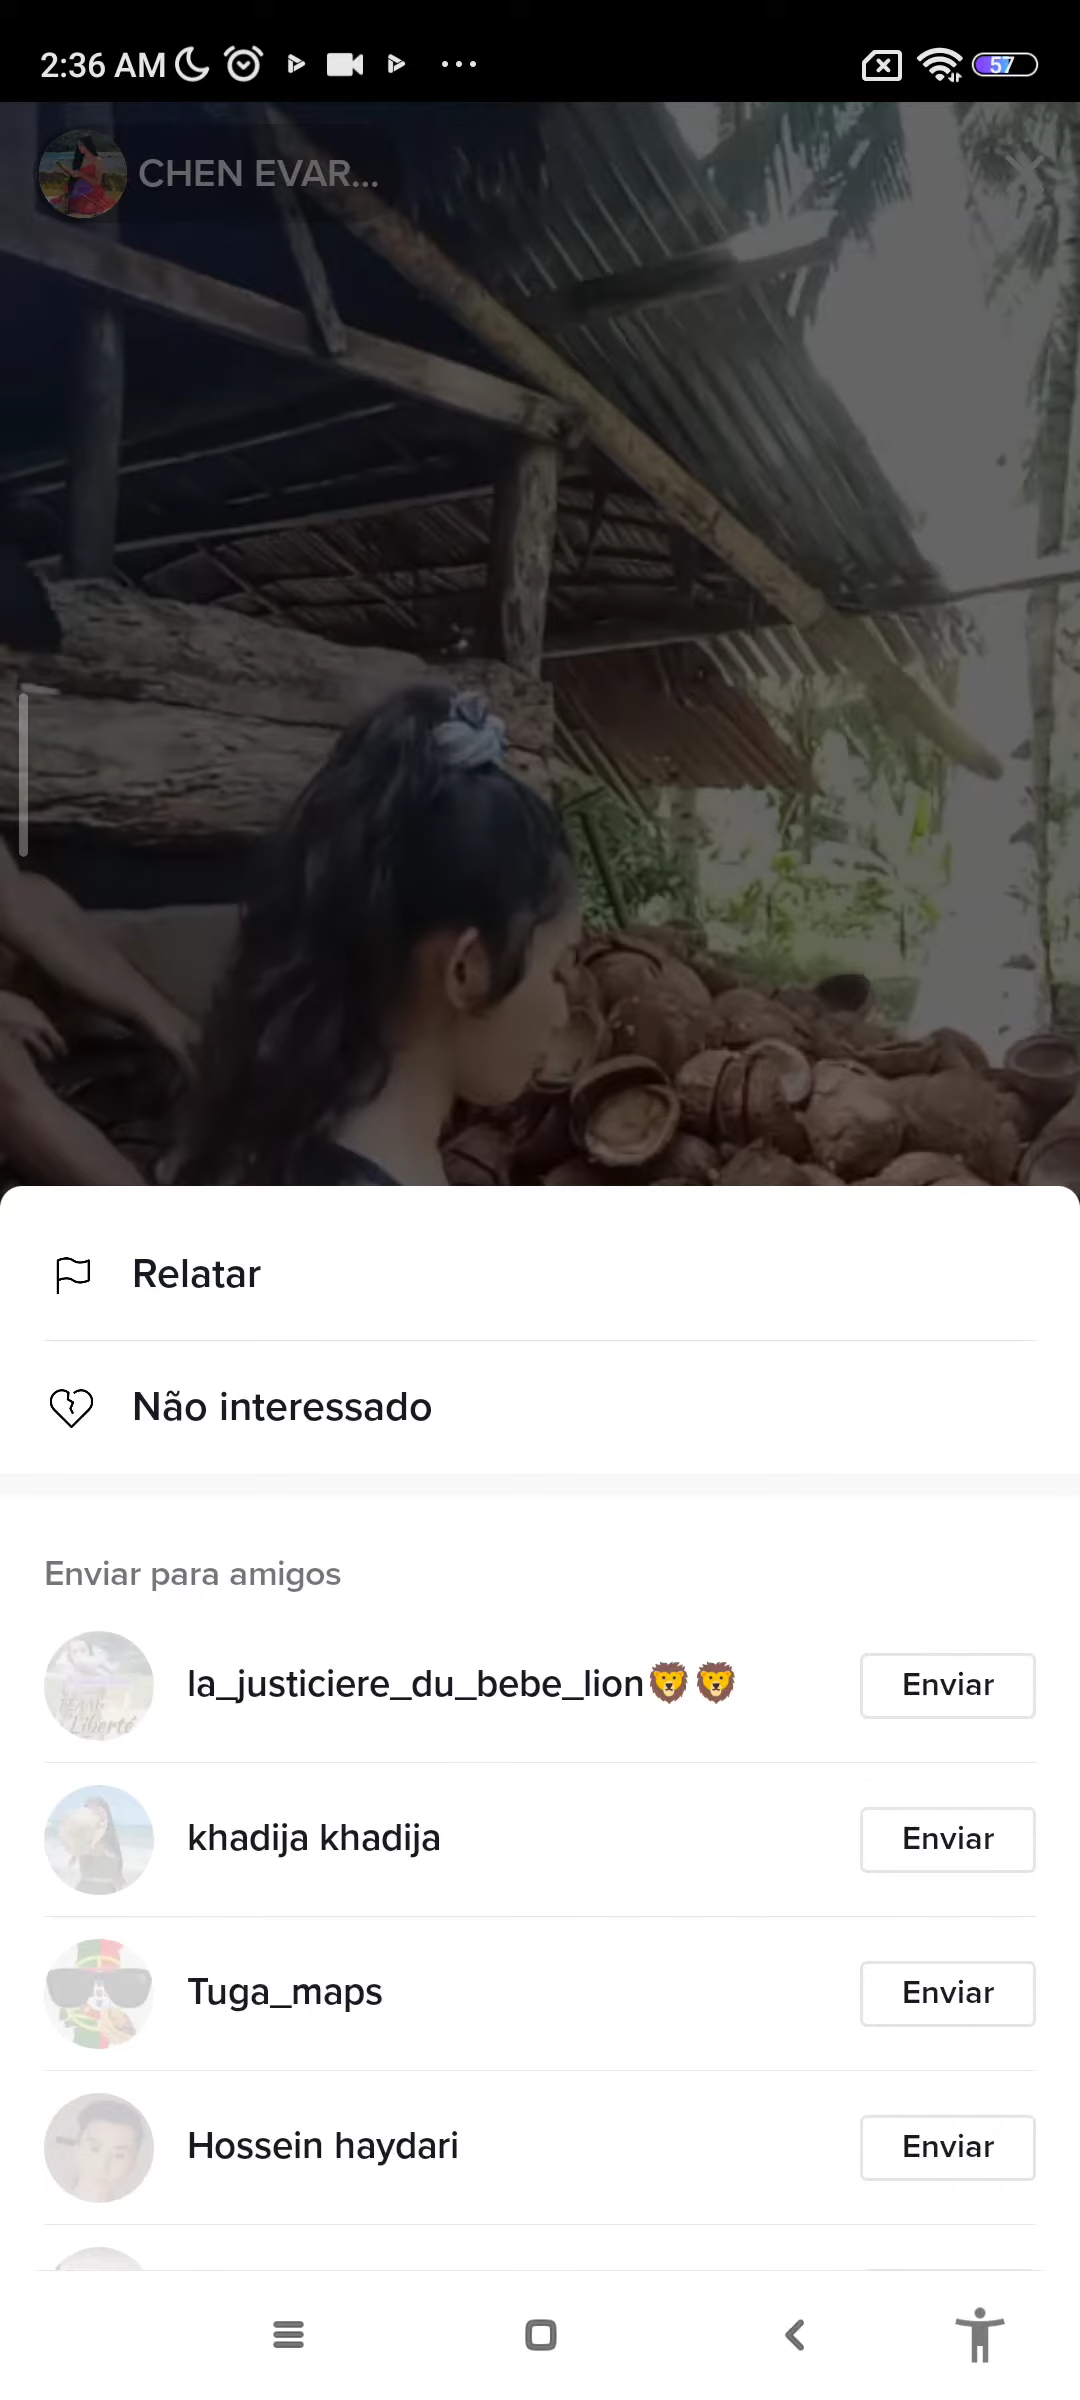 2:36 AM
57
CHEN EVAR...
Relatar
Não interessado
Enviar para amigos
Liberté
la_justiciere_du_bebe_lion🦁🦁
Enviar
khadija khadija
Enviar
Tuga_maps
Enviar
Hossein haydari
Enviar